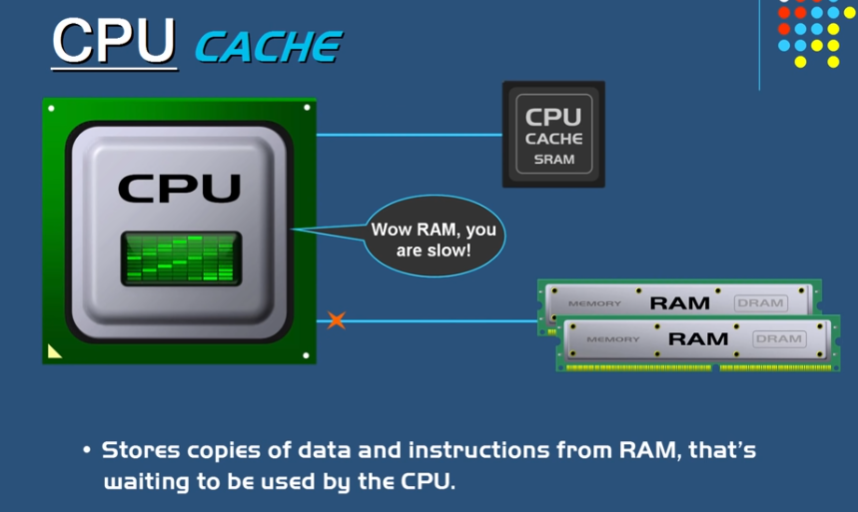 CPU CACHE
CPU
CPU
CACHE
SRAM
Wow RAM, you
are slow!
MEMORY RAM DRAM
MEMORY RAM DRAM
• Stores copies of data and instructions from RAM, that's
waiting to be used by the CPU.